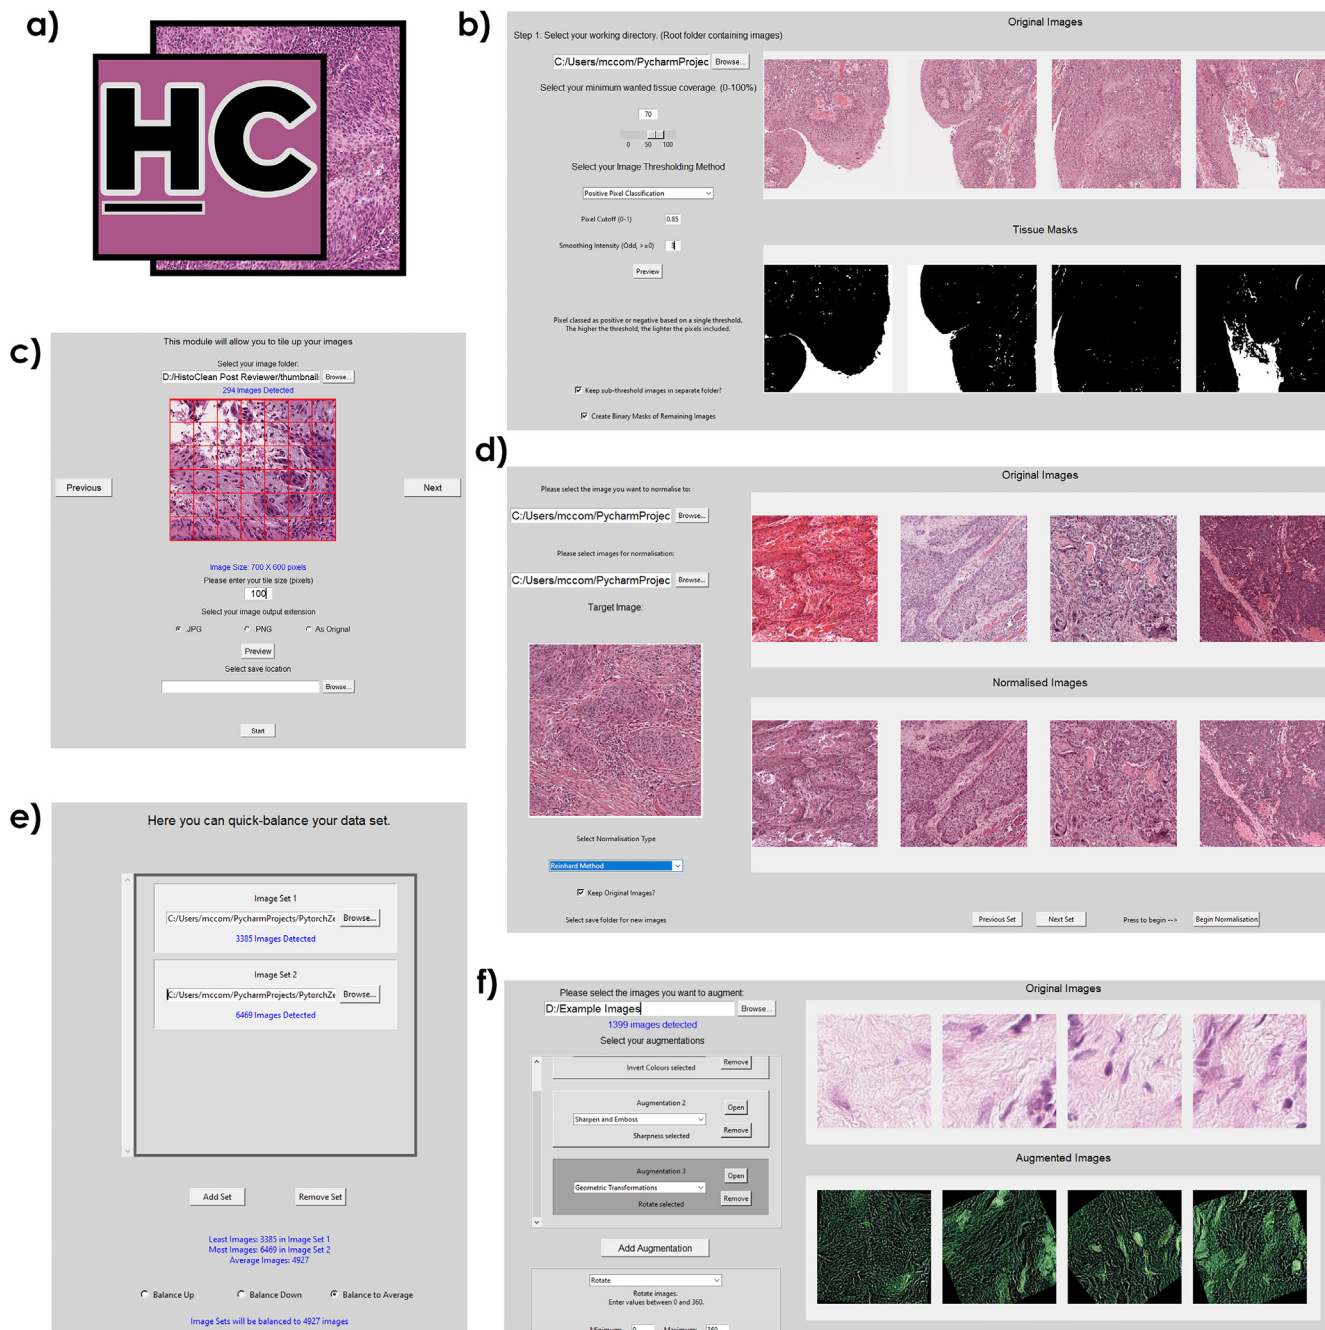 a)
HC
b)
Original Images
Step 1: Select your working directory. (Root folder containing images)
C:/Users/mccom/PycharmProjec Browse...
Select your minimum wanted tissue coverage. (0-100%)
70
0 50 100
Select your Image Thresholding Method
Positive Pixel Classification
Pixel Cutoff (0-1) 0.85
Smoothing Intensity (Odd, >=0) 3
Preview
Tissue Masks
Pixel classed as positive or negative based on a single threshold.
The higher the threshold, the lighter the pixels included.
Keep sub-threshold images in separate folder?
Create Binary Masks of Remaining Images
c)
This module will allow you to tile up your images
Select your image folder:
D:/HistoClean Post Reviewer/thumbnail Browse...
294 Images Detected
Previous
Next
Image Size: 700 X 600 pixels
Please enter your tile size (pixels)
100
Select your image output extension
.JPG .PNG As Orignal
Preview
Select save location
Browse...
Start
d)
Original Images
Please select the image you want to normalise to:
C:/Users/mccom/PycharmProjec Browse...
Please select images for normalisation:
C:/Users/mccom/PycharmProjec Browse...
Target Image:
Normalised Images
Select Normalisation Type
Reinhard Method
Keep Original Images?
Select save folder for new images
Previous Set Next Set Press to begin --> Begin Normalisation
e)
Here you can quick-balance your data set.
Image Set 1
C:/Users/mccom/PycharmProjects/PytorchZe Browse...
3385 Images Detected
Image Set 2
C:/Users/mccom/PycharmProjects/PytorchZe Browse...
6469 Images Detected
Add Set Remove Set
Least Images: 3385 in Image Set 1
Most Images: 6469 in Image Set 2
Average Images: 4927
Balance Up Balance Down Balance to Average
Image Sets will be balanced to 4927 images
f)
Please select the images you want to augment:
D:/Example Images Browse...
1399 images detected
Select your augmentations
Invert Colours selected Remove
Augmentation 2 Open
Sharpen and Emboss
Sharpness selected Remove
Augmentation 3 Open
Geometric Transformations
Rotate selected Remove
Add Augmentation
Rotate
Rotate images.
Enter values between 0 and 360.
Minimum: 0 Maximum: 360
Original Images
Augmented Images